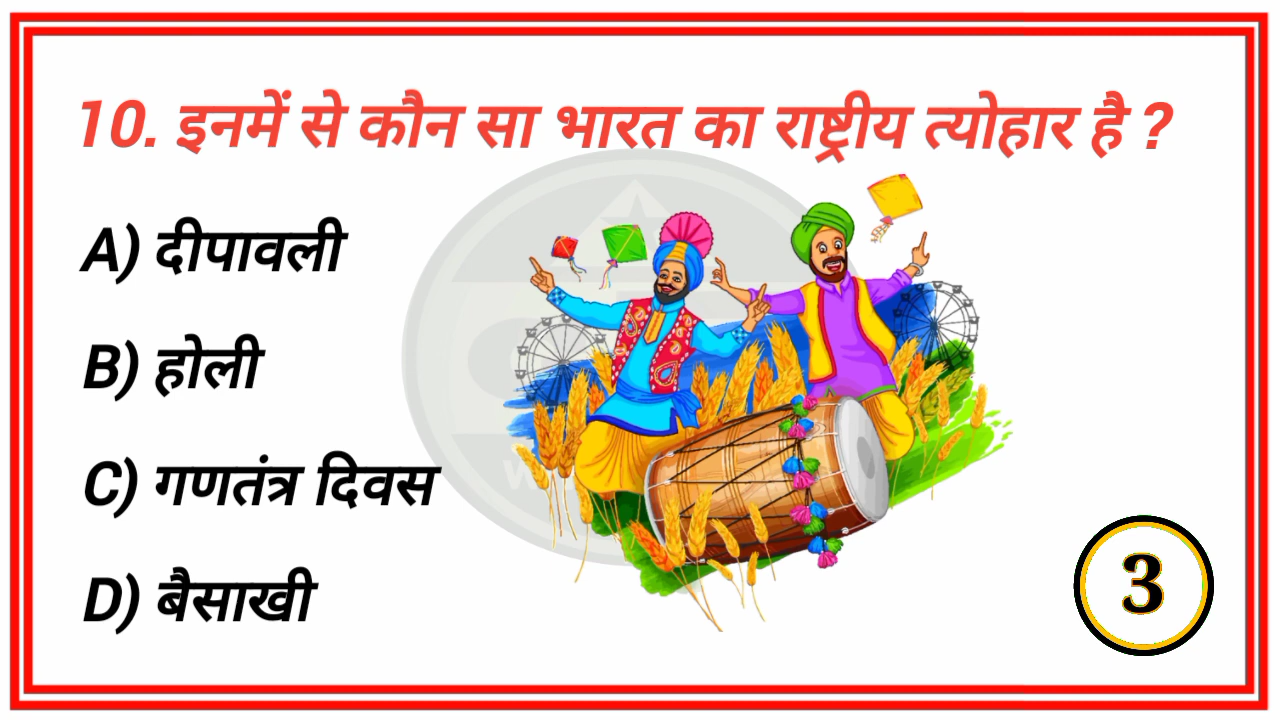 10. इनमें से कौन सा भारत का राष्ट्रीय त्योहार है ?
A) दीपावली
B) होली
C) गणतंत्र दिवस
D) बैसाखी
3